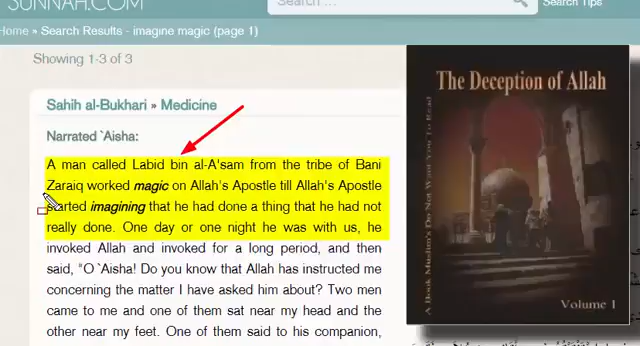 SUNNAH.COM
Search ...
Search Tips
Home » Search Results - imagine magic (page 1)
Showing 1-3 of 3
Sahih al-Bukhari » Medicine
Narrated `Aisha:
A man called Labid bin al-A'sam from the tribe of Bani
Zaraiq worked magic on Allah's Apostle till Allah's Apostle
started imagining that he had done a thing that he had not
really done. One day or one night he was with us, he
invoked Allah and invoked for a long period, and then
said, "O `Aisha! Do you know that Allah has instructed me
concerning the matter I have asked him about? Two men
came to me and one of them sat near my head and the
other near my feet. One of them said to his companion,
The Deception of Allah
A Book Muslim's Do Not Want You To Read
Volume 1